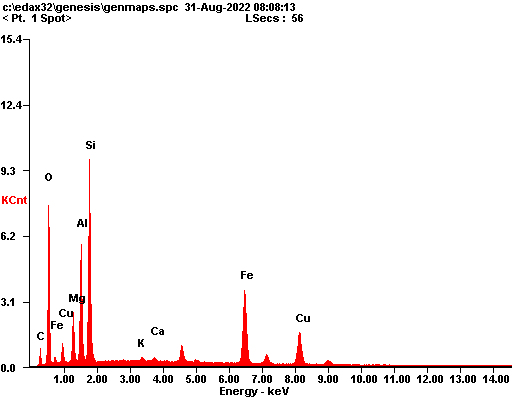 c:\edax32\genesis\genmaps.spc 31-Aug-2022 08:08:13
< Pt. 1 Spot> LSecs : 56
15.4
12.4
9.3
6.2
3.1
0.0
KCnt
C
O
Fe
Cu
Mg
Al
Si
K
Ca
Fe
Cu
1.00 2.00 3.00 4.00 5.00 6.00 7.00 8.00 9.00 10.00 11.00 12.00 13.00 14.00
Energy - keV